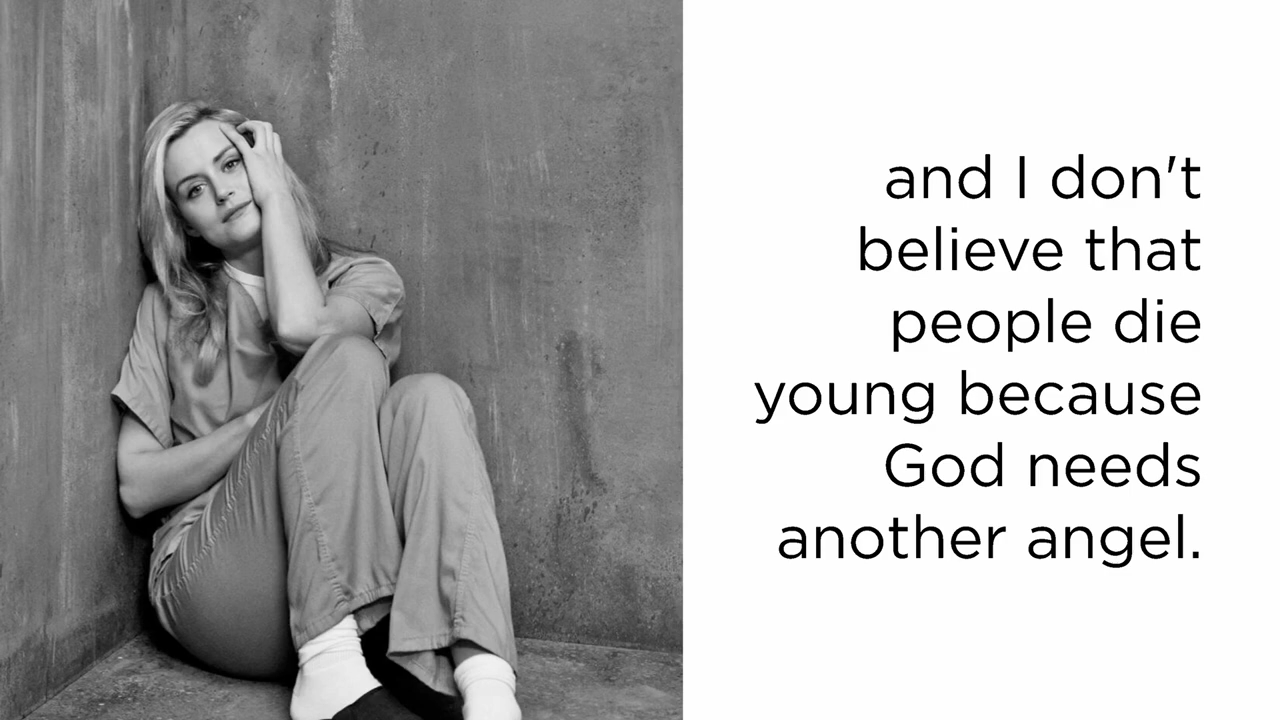 and I don't
believe that
people die
young because
God needs
another angel.